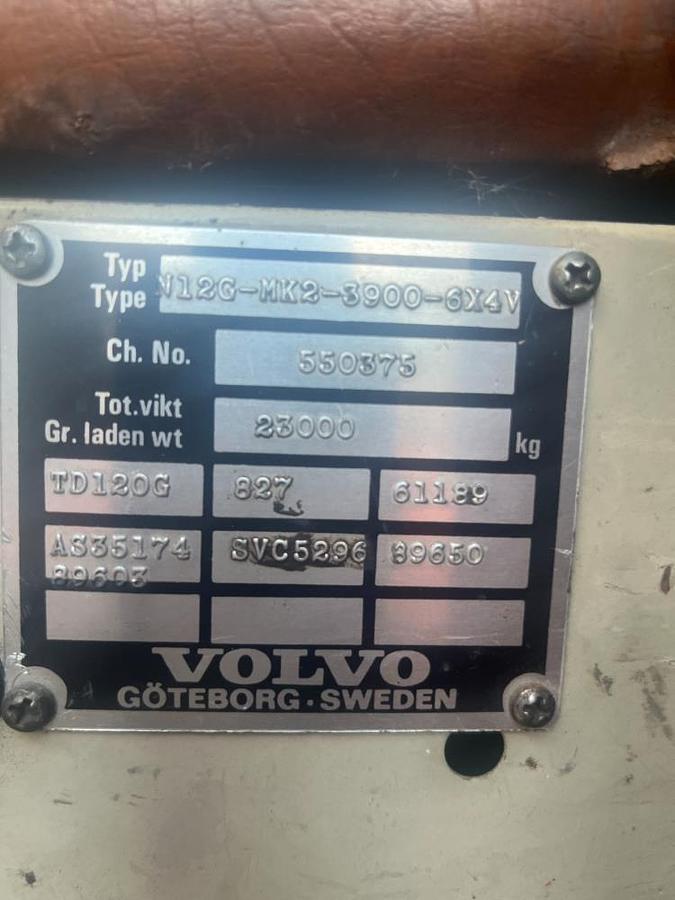 Typ
Type N12G-MK2-3900-6X4V
Ch. No. 550375
Tot.vikt
Gr. laden wt 23000 kg
TD120G 827 61189
AS35174 SVC5296 89650
89603
VOLVO
GÖTEBORG · SWEDEN